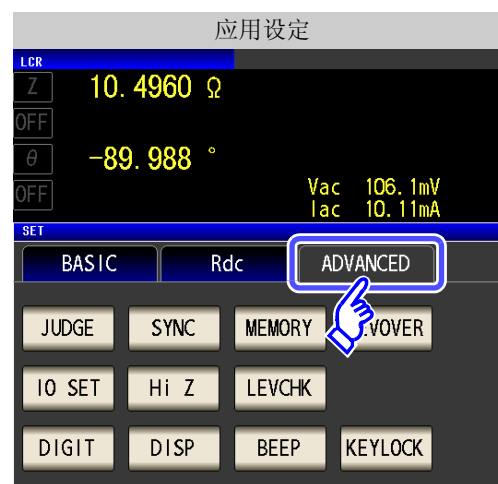 应用设定
LCR
Z 10.4960 Ω
OFF
θ -89.988 °
OFF
Vac 106.1mV
Iac 10.11mA
SET
BASIC Rdc ADVANCED
JUDGE SYNC MEMORY VOVER
IO SET Hi Z LEVCHK
DIGIT DISP BEEP KEYLOCK